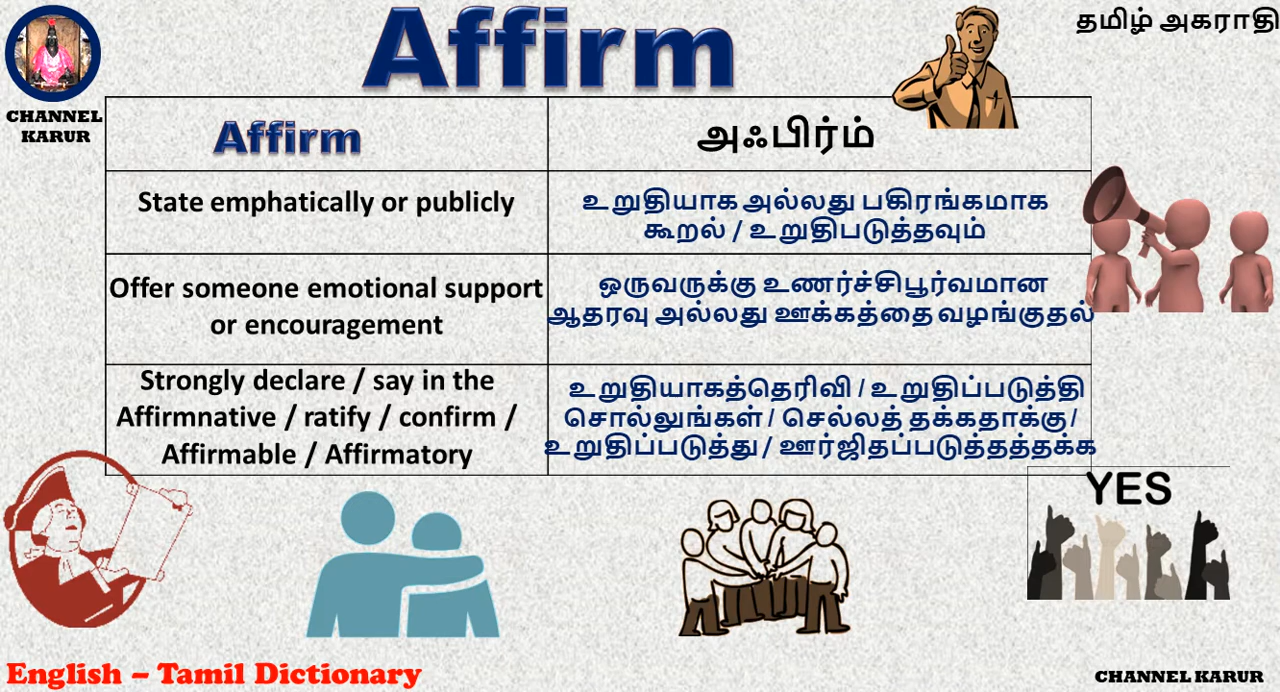 Affirm
தமிழ் அகராதி
CHANNEL
KARUR
Affirm
அஃபிர்ம்
State emphatically or publicly
உறுதியாக அல்லது பகிரங்கமாக
கூறல் / உறுதிபடுத்தவும்
Offer someone emotional support
or encouragement
ஒருவருக்கு உணர்ச்சிபூர்வமான
ஆதரவு அல்லது ஊக்கத்தை வழங்குதல்
Strongly declare / say in the
Affirmnative / ratify / confirm /
Affirmable / Affirmatory
உறுதியாகத்தெரிவி / உறுதிப்படுத்தி
சொல்லுங்கள் / செல்லத் தக்கதாக்கு /
உறுதிப்படுத்து / ஊர்ஜிதப்படுத்தத்தக்க
YES
English – Tamil Dictionary
CHANNEL KARUR